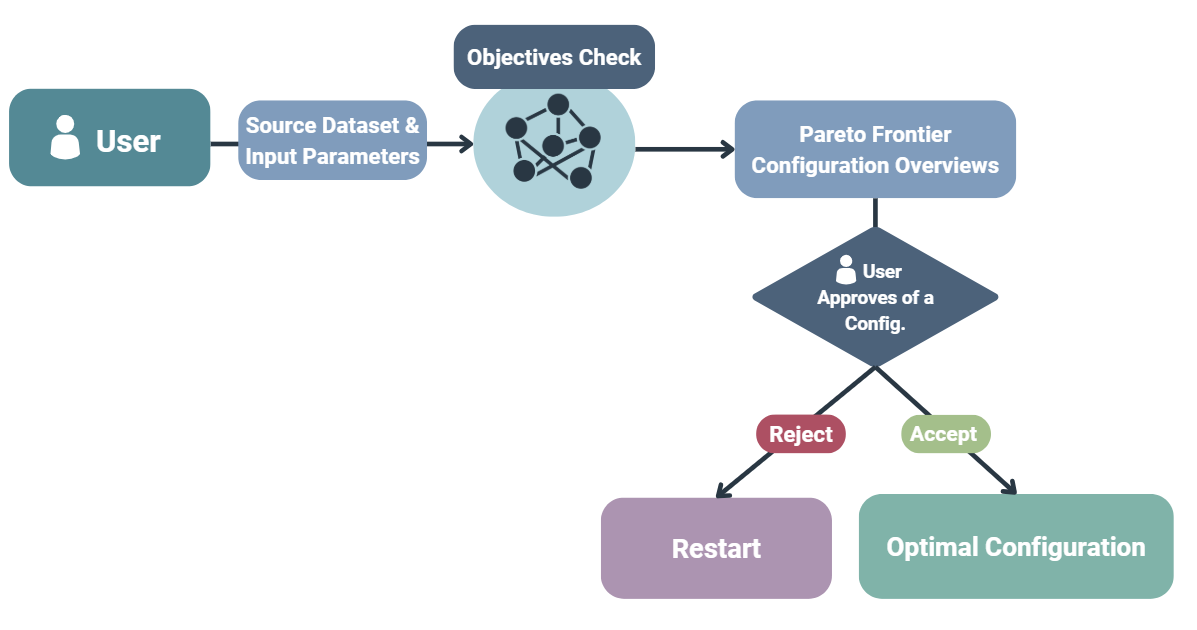 Objectives Check
User
Source Dataset &
Input Parameters
Pareto Frontier
Configuration Overviews
User
Approves of a
Config.
Reject
Accept
Restart
Optimal Configuration